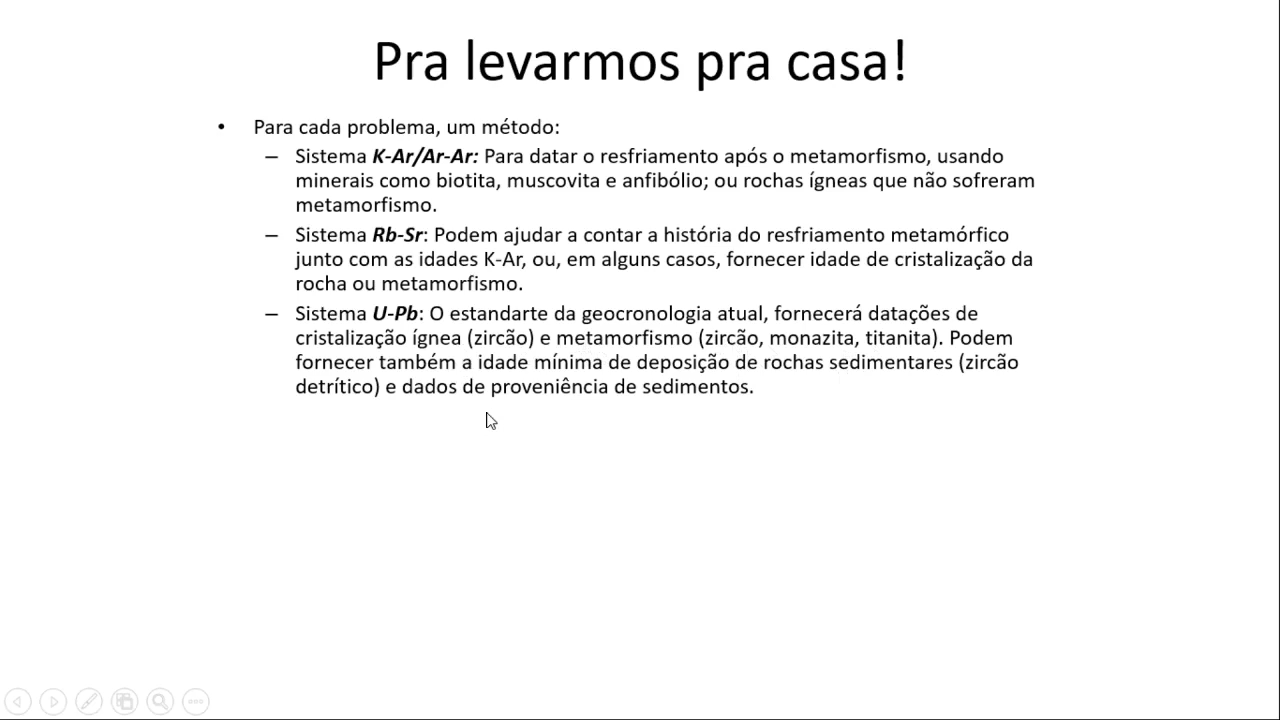 Pra levarmos pra casa!
• Para cada problema, um método:
– Sistema K-Ar/Ar-Ar: Para datar o resfriamento após o metamorfismo, usando
minerais como biotita, muscovita e anfibólio; ou rochas ígneas que não sofreram
metamorfismo.
– Sistema Rb-Sr: Podem ajudar a contar a história do resfriamento metamórfico
junto com as idades K-Ar, ou, em alguns casos, fornecer idade de cristalização da
rocha ou metamorfismo.
– Sistema U-Pb: O estandarte da geocronologia atual, fornecerá datações de
cristalização ígnea (zircão) e metamorfismo (zircão, monazita, titanita). Podem
fornecer também a idade mínima de deposição de rochas sedimentares (zircão
detrítico) e dados de proveniência de sedimentos.